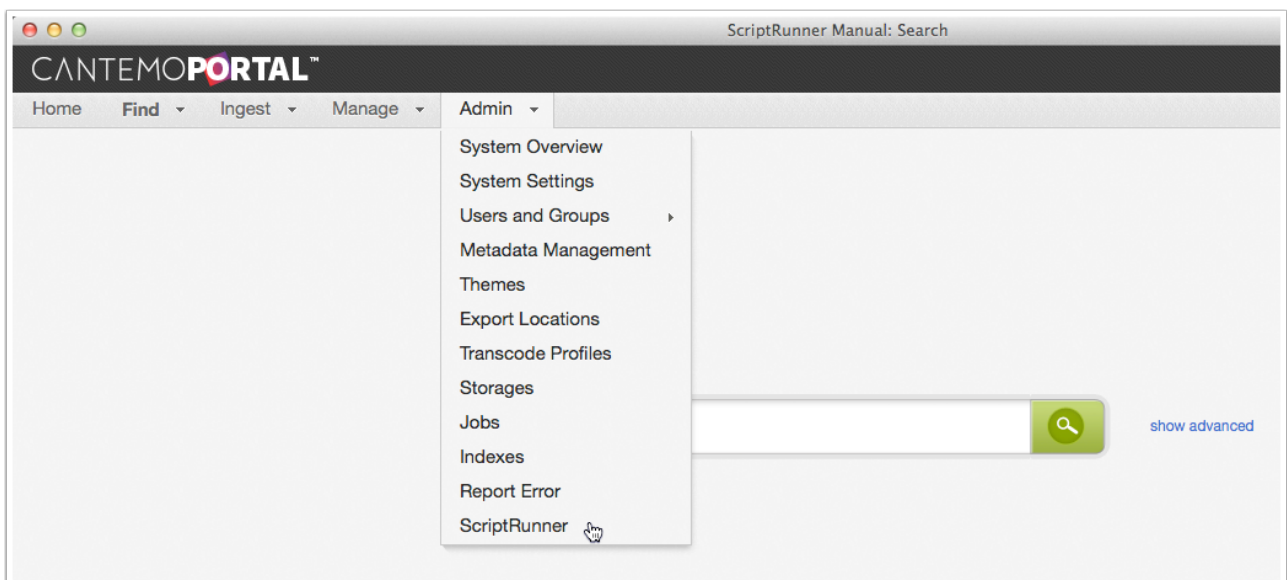 ScriptRunner Manual: Search
CANTEMOPORTAL™
Home Find Ingest Manage Admin
System Overview
System Settings
Users and Groups
Metadata Management
Themes
Export Locations
Transcode Profiles
Storages
Jobs
show advanced
Indexes
Report Error
ScriptRunner